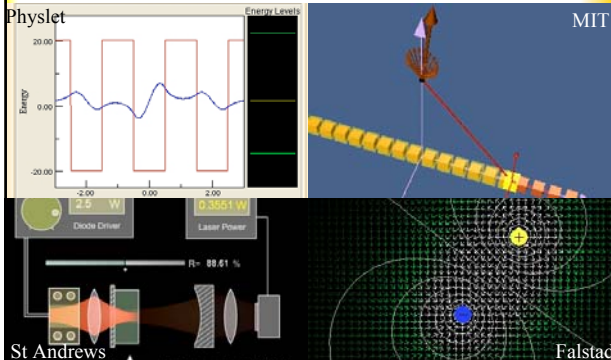 Physlet
Energy Levels
20.00
0.00
-20.00
Energy
-2.00 0.00 2.00
MIT
2.5 W
Diode Driver
0.3551 W
Laser Power
R= 88.61 %
St Andrews
Falstad